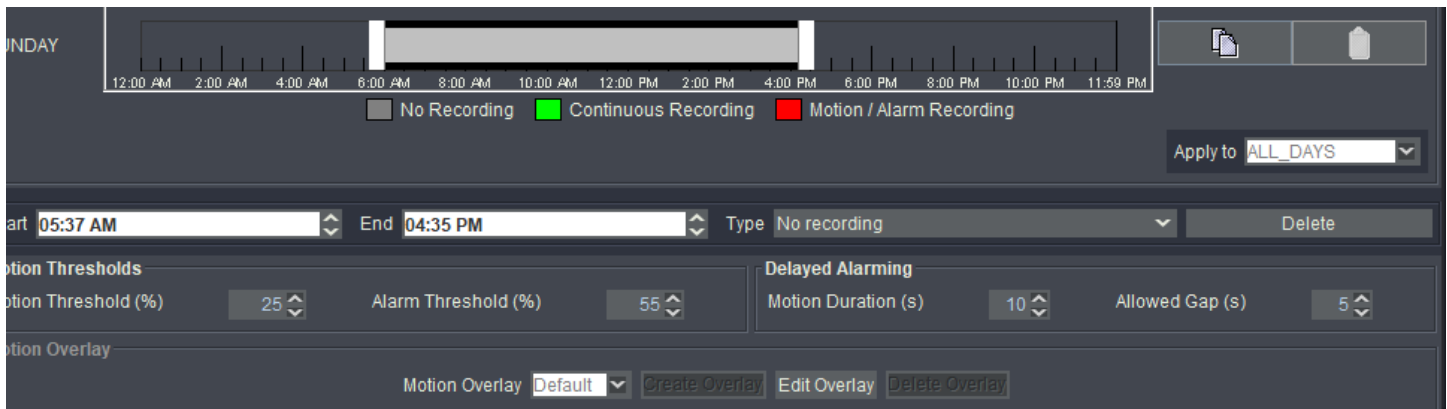 UNDAY
12:00 AM 2:00 AM 4:00 AM 6:00 AM 8:00 AM 10:00 AM 12:00 PM 2:00 PM 4:00 PM 6:00 PM 8:00 PM 10:00 PM 11:59 PM
No Recording Continuous Recording Motion / Alarm Recording
Apply to ALL_DAYS
art 05:37 AM End 04:35 PM Type No recording Delete
otion Thresholds Delayed Alarming
otion Threshold (%) 25 Alarm Threshold (%) 55 Motion Duration (s) 10 Allowed Gap (s) 5
otion Overlay
Motion Overlay Default Create Overlay Edit Overlay Delete Overlay